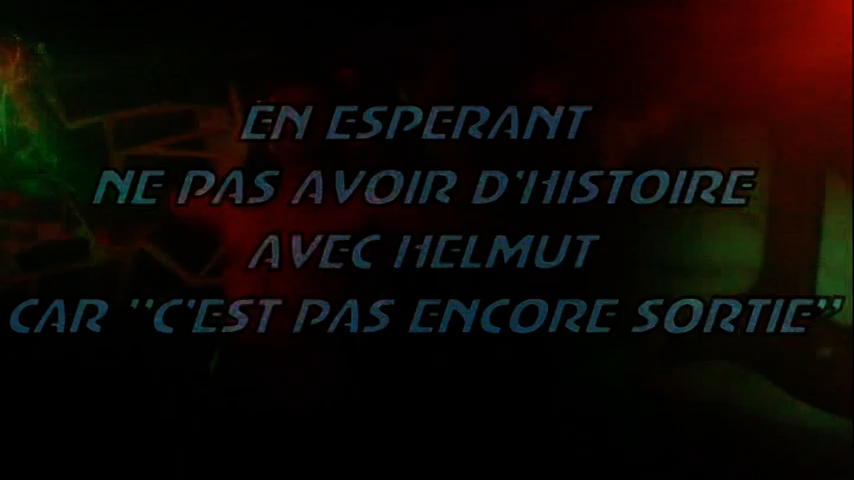 EN ESPERANT
NE PAS AVOIR D'HISTOIRE
AVEC HELMUT
CAR "C'EST PAS ENCORE SORTIE"